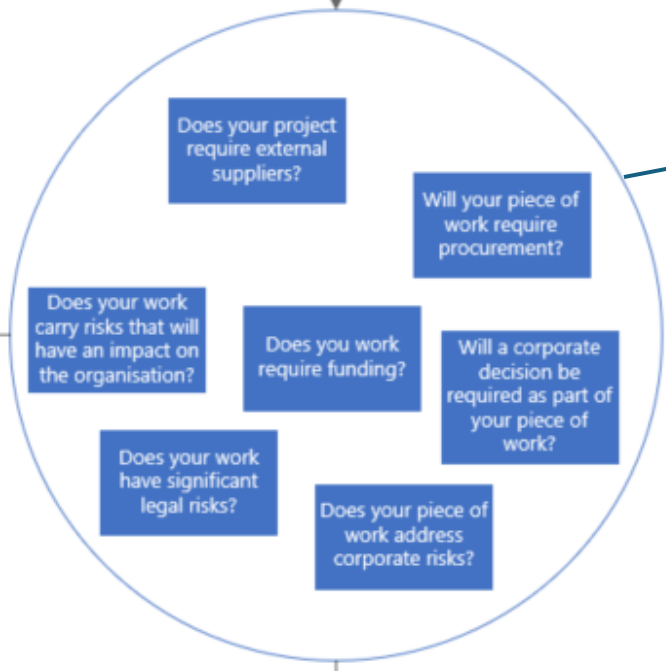 Does your project
require external
suppliers?
Will your piece of
work require
procurement?
Does your work
carry risks that will
have an impact on
the organisation?
Does you work
require funding?
Will a corporate
decision be
required as part of
your piece of
work?
Does your work
have significant
legal risks?
Does your piece of
work address
corporate risks?